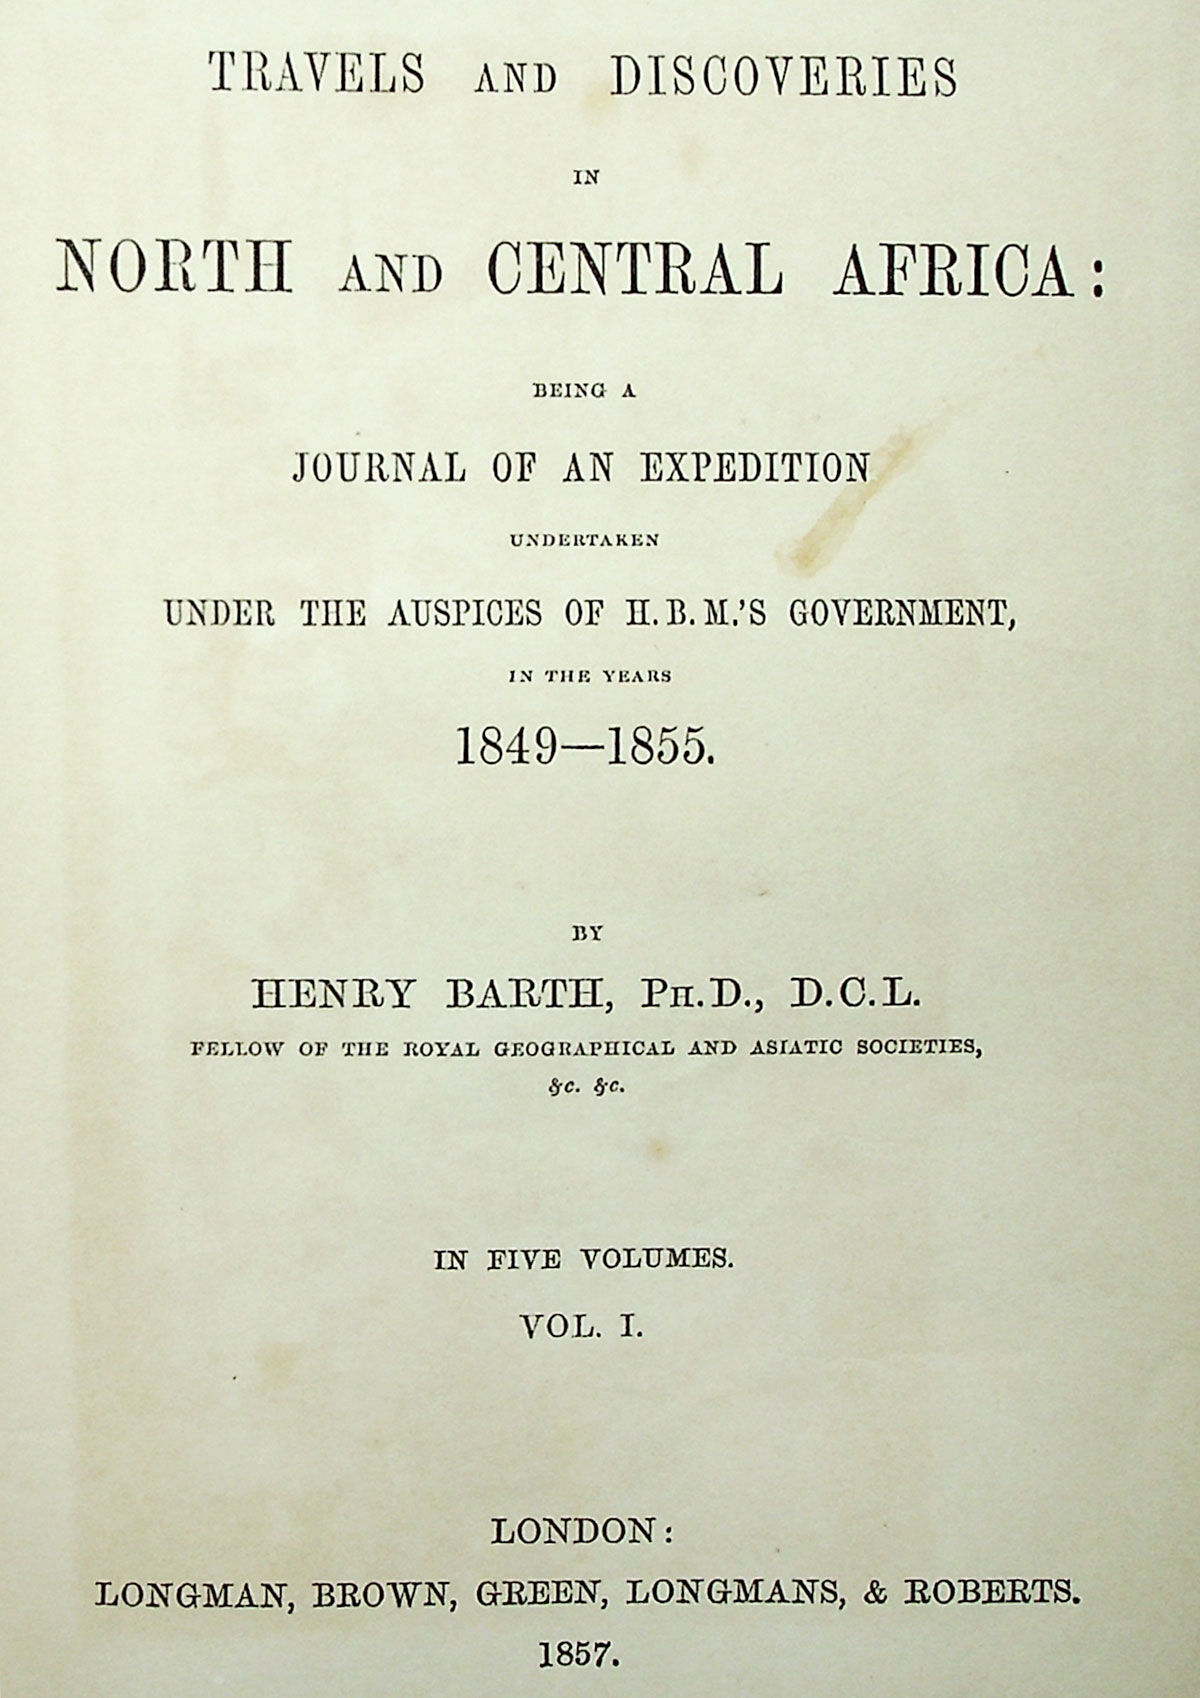 TRAVELS AND DISCOVERIES
IN
NORTH AND CENTRAL AFRICA:
BEING A
JOURNAL OF AN EXPEDITION
UNDERTAKEN
UNDER THE AUSPICES OF H.B.M.'S GOVERNMENT,
IN THE YEARS
1849—1855.
BY
HENRY BARTH, PH.D., D.C.L.
FELLOW OF THE ROYAL GEOGRAPHICAL AND ASIATIC SOCIETIES,
&c. &c.
IN FIVE VOLUMES.
VOL. I.
LONDON:
LONGMAN, BROWN, GREEN, LONGMANS, & ROBERTS.
1857.